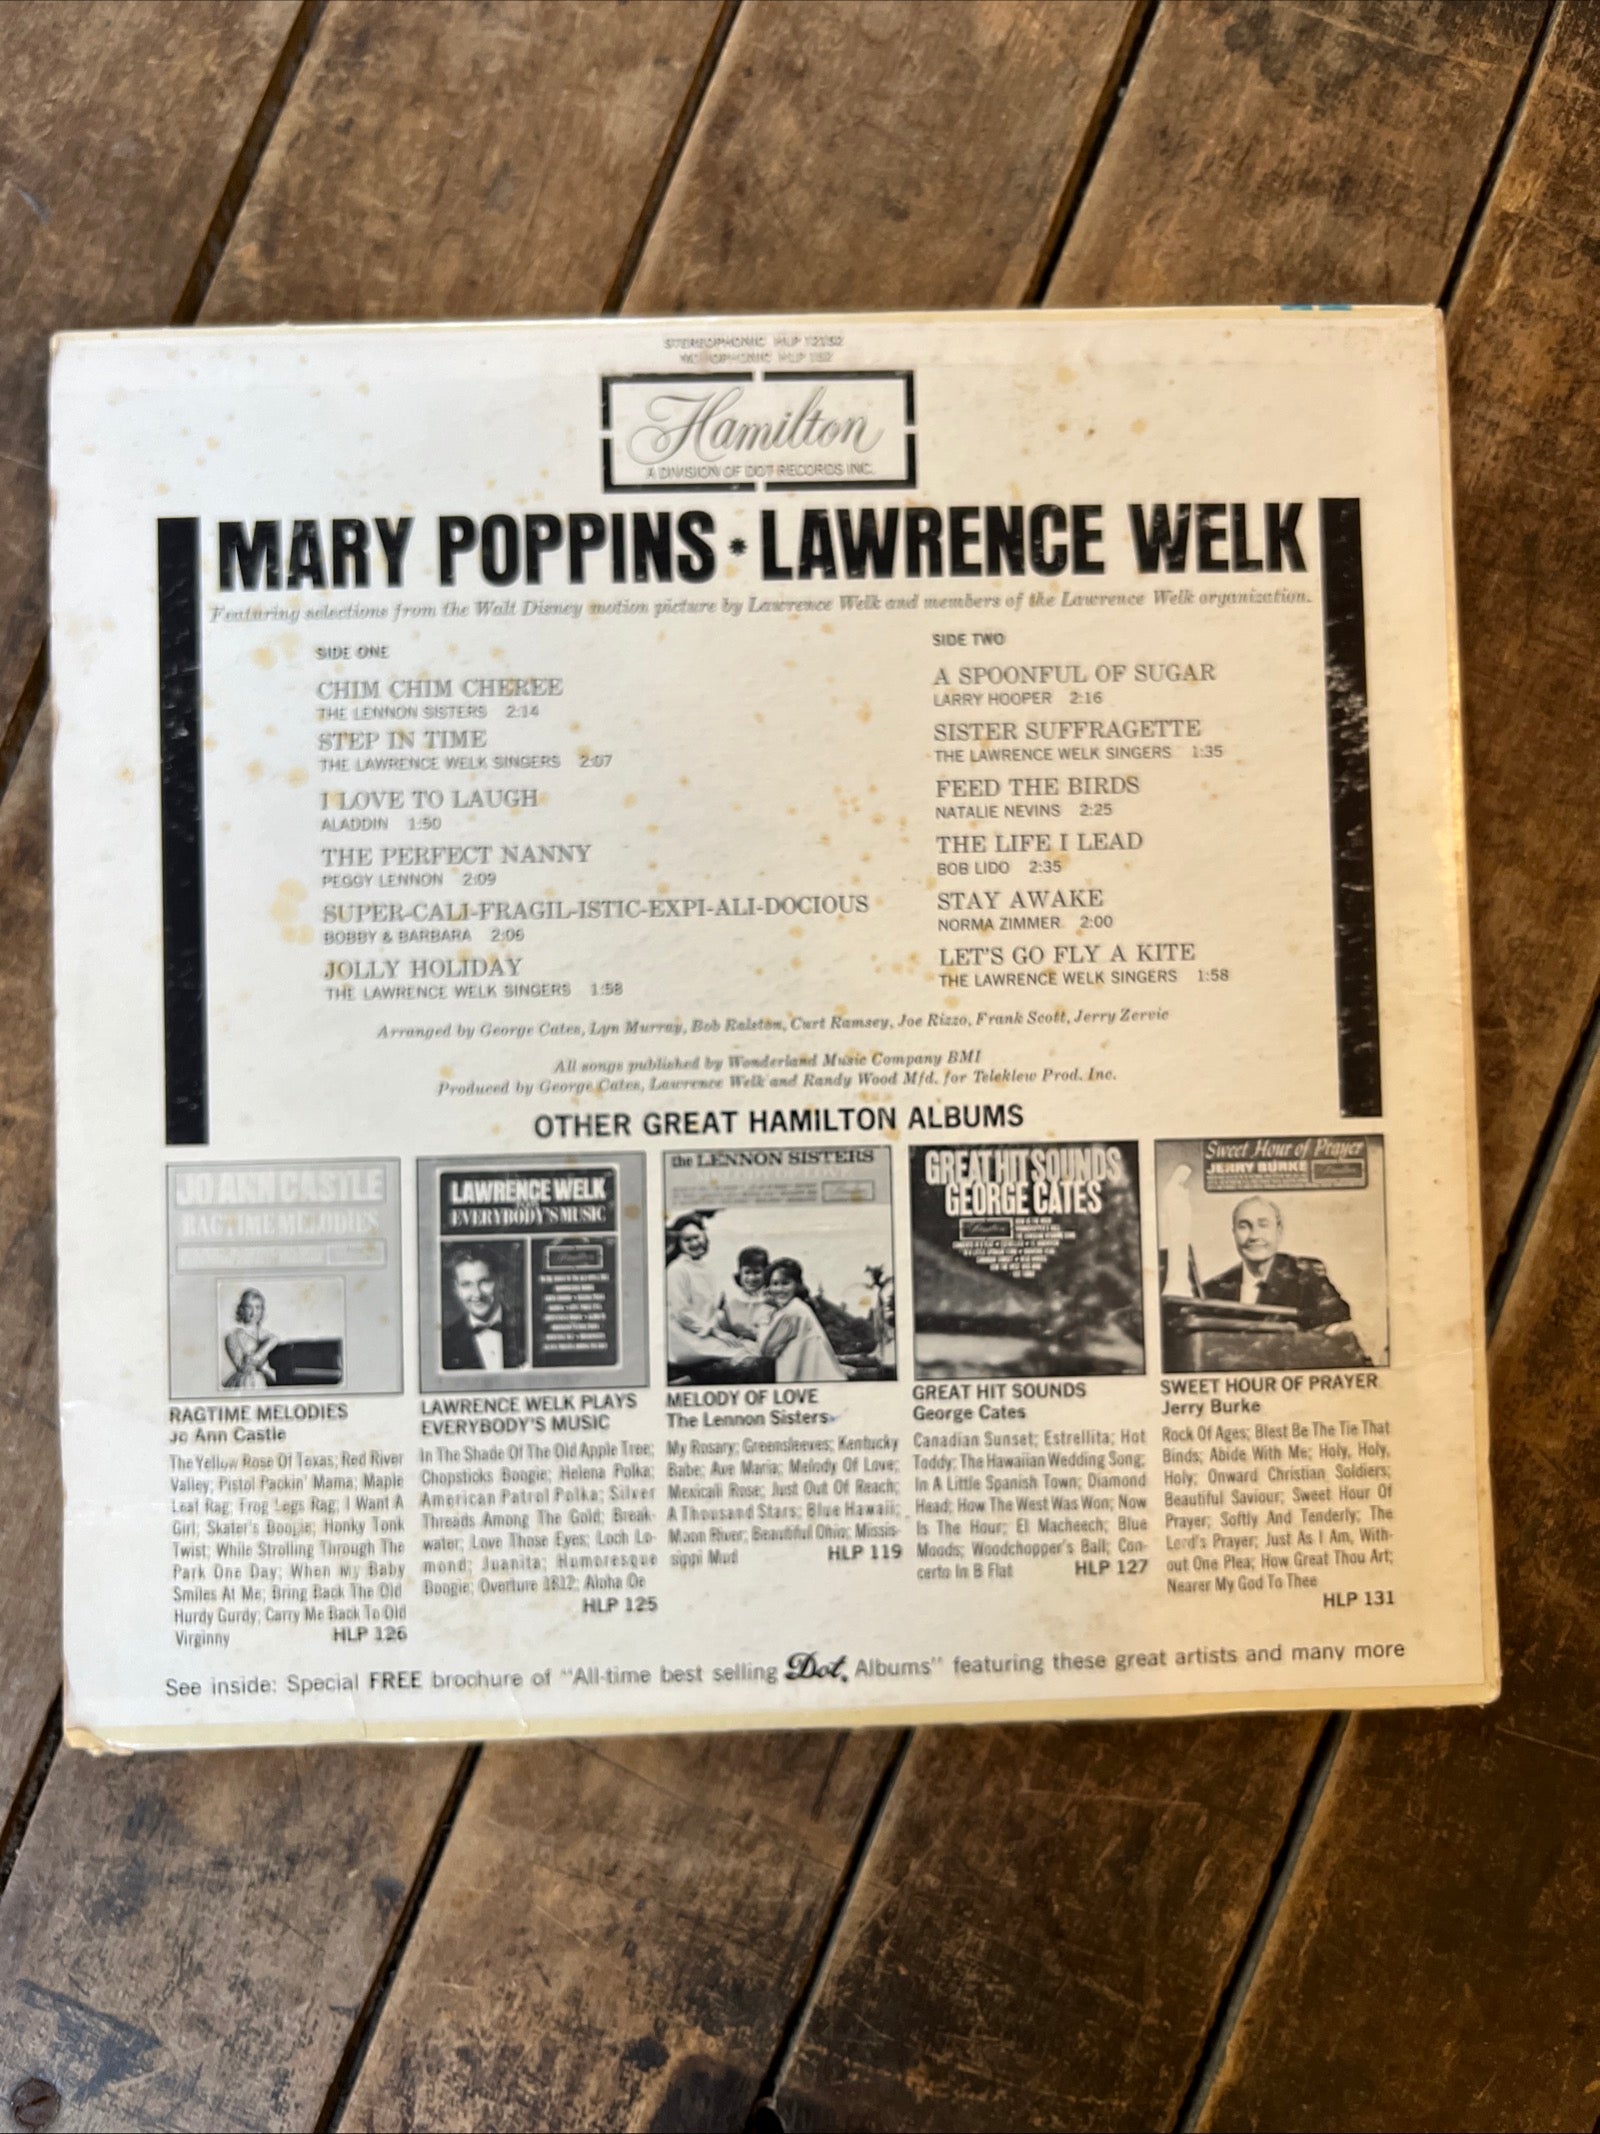 STEREOPHONIC HLP 12152
MONOPHONIC HLP 152
Hamilton
A DIVISION OF DOT RECORDS INC.
MARY POPPINS * LAWRENCE WELK
Featuring selections from the Walt Disney motion picture by Lawrence Welk and members of the Lawrence Welk organization.
SIDE ONE
CHIM CHIM CHEREE
THE LENNON SISTERS 2:14
STEP IN TIME
THE LAWRENCE WELK SINGERS 2:07
I LOVE TO LAUGH
ALADDIN 1:50
THE PERFECT NANNY
PEGGY LENNON 2:09
SUPER-CALI-FRAGIL-ISTIC-EXPI-ALI-DOCIOUS
BOBBY & BARBARA 2:06
JOLLY HOLIDAY
THE LAWRENCE WELK SINGERS 1:58
SIDE TWO
A SPOONFUL OF SUGAR
LARRY HOOPER 2:16
SISTER SUFFRAGETTE
THE LAWRENCE WELK SINGERS 1:35
FEED THE BIRDS
NATALIE NEVINS 2:25
THE LIFE I LEAD
BOB LIDO 2:35
STAY AWAKE
NORMA ZIMMER 2:00
LET'S GO FLY A KITE
THE LAWRENCE WELK SINGERS 1:58
Arranged by George Cates, Lyn Murray, Bob Ralston, Curt Ramsey, Joe Rizzo, Frank Scott, Jerry Zervic
All songs published by Wonderland Music Company BMI
Produced by George Cates, Lawrence Welk and Randy Wood Mfd. for Teleklew Prod. Inc.
OTHER GREAT HAMILTON ALBUMS
JO ANN CASTLE
RAGTIME MELODIES
RAGTIME MELODIES
Jo Ann Castle
The Yellow Rose Of Texas; Red River
Valley; Pistol Packin' Mama; Maple
Leaf Rag; Frog Legs Rag; I Want A
Girl; Skater's Boogie; Honky Tonk
Twist; While Strolling Through The
Park One Day; When My Baby
Smiles At Me; Bring Back The Old
Hurdy Gurdy; Carry Me Back To Old
Virginny HLP 126
LAWRENCE WELK
EVERYBODY'S MUSIC
LAWRENCE WELK PLAYS
EVERYBODY'S MUSIC
In The Shade Of The Old Apple Tree;
Chopsticks Boogie; Helena Polka;
American Patrol Polka; Silver
Threads Among The Gold; Break-
water; Love Those Eyes; Loch Lo-
mond; Juanita; Humoresque
Boogie; Overture 1812; Aloha Oe
HLP 125
the LENNON SISTERS
MELODY OF LOVE
The Lennon Sisters
My Rosary; Greensleeves; Kentucky
Babe; Ave Maria; Melody Of Love;
Mexicali Rose; Just Out Of Reach;
A Thousand Stars; Blue Hawaii;
Moon River; Beautiful Ohio; Missis-
sippi Mud HLP 119
GREAT HIT SOUNDS
GEORGE CATES
GREAT HIT SOUNDS
George Cates
Canadian Sunset; Estrellita; Hot
Toddy; The Hawaiian Wedding Song;
In A Little Spanish Town; Diamond
Head; How The West Was Won; Now
Is The Hour; El Macheech; Blue
Moods; Woodchopper's Ball; Con-
certo In B Flat HLP 127
Sweet Hour of Prayer
JERRY BURKE
SWEET HOUR OF PRAYER
Jerry Burke
Rock Of Ages; Blest Be The Tie That
Binds; Abide With Me; Holy, Holy,
Holy; Onward Christian Soldiers;
Beautiful Saviour; Sweet Hour Of
Prayer; Softly And Tenderly; The
Lord's Prayer; Just As I Am, With-
out One Plea; How Great Thou Art;
Nearer My God To Thee
HLP 131
See inside: Special FREE brochure of "All-time best selling Dot. Albums" featuring these great artists and many more